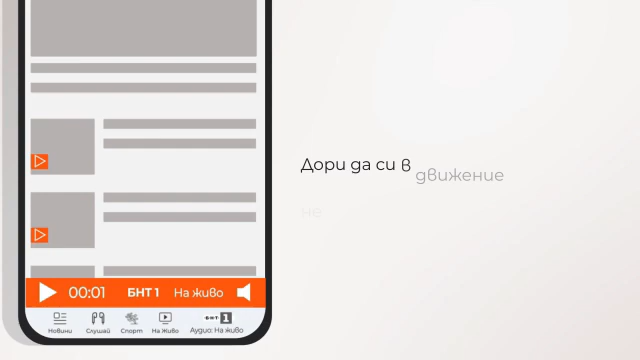 Дори да си в движение
не
00:01 БНТ 1 На живо
Новини Слушай Спорт На Живо Аудио: На живо
БНТ 1